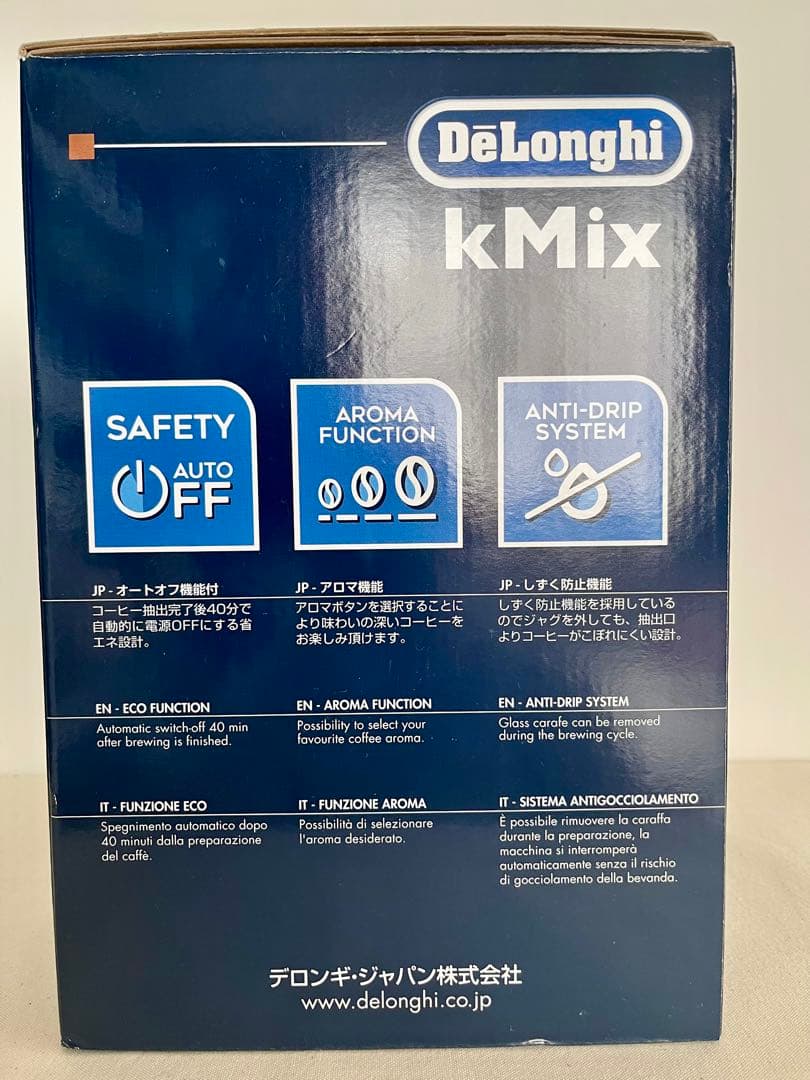 DēLonghi
kMix
SAFETY
AUTO
OFF
AROMA
FUNCTION
ANTI-DRIP
SYSTEM
JP - オートオフ機能付
コーヒー抽出完了後40分で
自動的に電源OFFにする省
エネ設計。
JP - アロマ機能
アロマボタンを選択することに
より味わいの深いコーヒーを
お楽しみ頂けます。
JP - しずく防止機能
しずく防止機能を採用している
のでジャグを外しても、抽出口
よりコーヒーがこぼれにくい設計。
EN - ECO FUNCTION
Automatic switch-off 40 min
after brewing is finished.
EN - AROMA FUNCTION
Possibility to select your
favourite coffee aroma.
EN - ANTI-DRIP SYSTEM
Glass carafe can be removed
during the brewing cycle.
IT - FUNZIONE ECO
Spegnimento automatico dopo
40 minuti dalla preparazione
del caffè.
IT - FUNZIONE AROMA
Possibilità di selezionare
l'aroma desiderato.
IT - SISTEMA ANTIGOCCIOLAMENTO
È possibile rimuovere la caraffa
durante la preparazione, la
macchina si interromperà
automaticamente senza il rischio
di gocciolamento della bevanda.
デロンギ・ジャパン株式会社
www.delonghi.co.jp